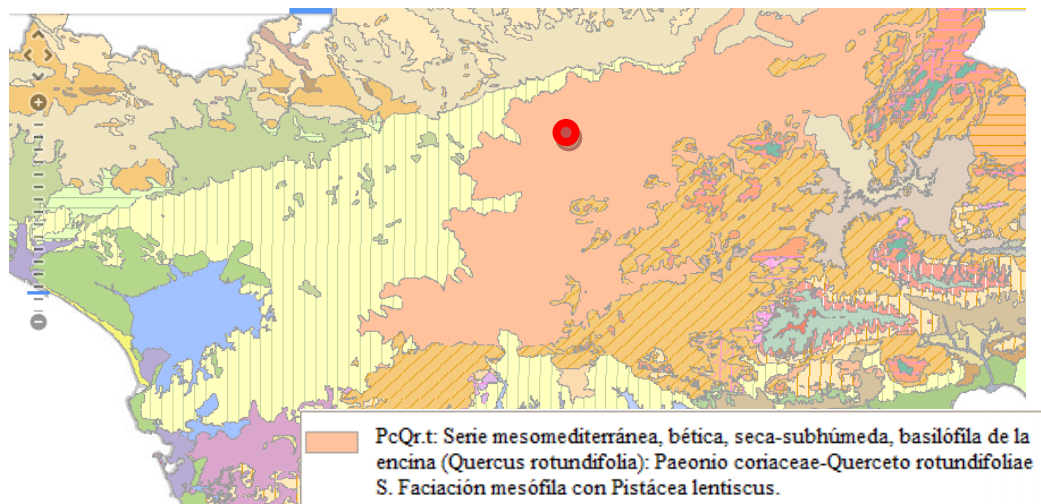 PcQr.t: Serie mesomediterránea, bética, seca-subhúmeda, basilófila de la
encina (Quercus rotundifolia): Paeonio coriaceae-Querceto rotundifoliae
S. Faciación mesófila con Pistácea lentiscus.